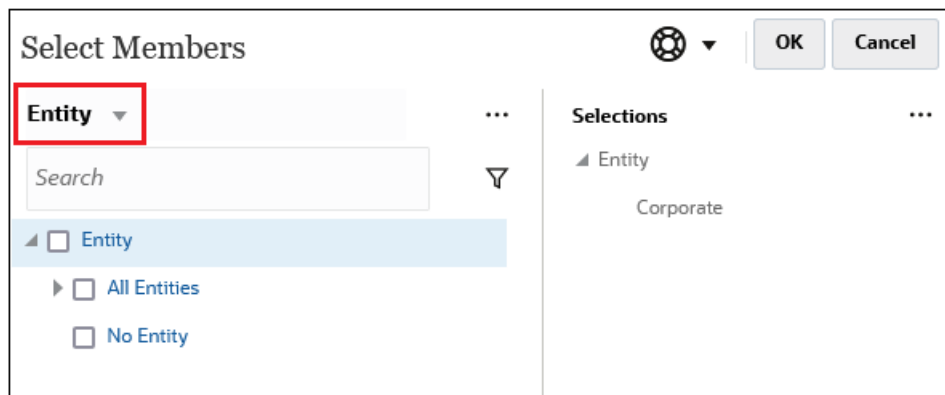 Select Members
OK
Cancel
Entity
Search
Entity
All Entities
No Entity
Selections
Entity
Corporate